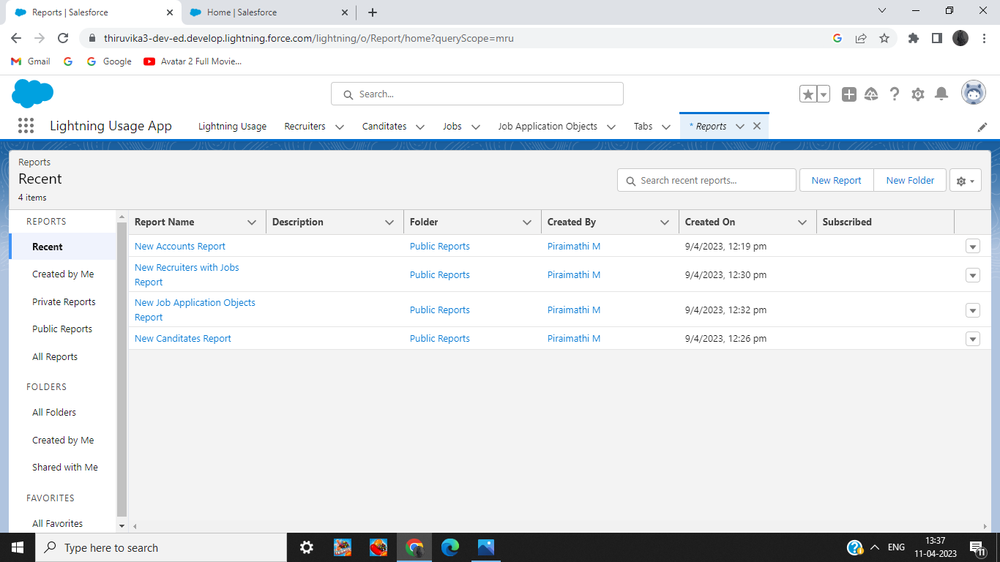 Reports | Salesforce
Home | Salesforce
thiruvika3-dev-ed.develop.lightning.force.com/lightning/o/Report/home?queryScope=mru
Gmail
Google
Avatar 2 Full Movie...
Search...
Lightning Usage App
Lightning Usage
Recruiters
Canditates
Jobs
Job Application Objects
Tabs
* Reports
Reports
Recent
4 items
Search recent reports...
New Report
New Folder
REPORTS
Recent
Created by Me
Private Reports
Public Reports
All Reports
FOLDERS
All Folders
Created by Me
Shared with Me
FAVORITES
All Favorites
Report Name Description Folder Created By Created On Subscribed
New Accounts Report Public Reports Piraimathi M 9/4/2023, 12:19 pm
New Recruiters with Jobs
Report Public Reports Piraimathi M 9/4/2023, 12:30 pm
New Job Application Objects
Report Public Reports Piraimathi M 9/4/2023, 12:32 pm
New Canditates Report Public Reports Piraimathi M 9/4/2023, 12:26 pm
Type here to search
ENG
13:37
11-04-2023
11